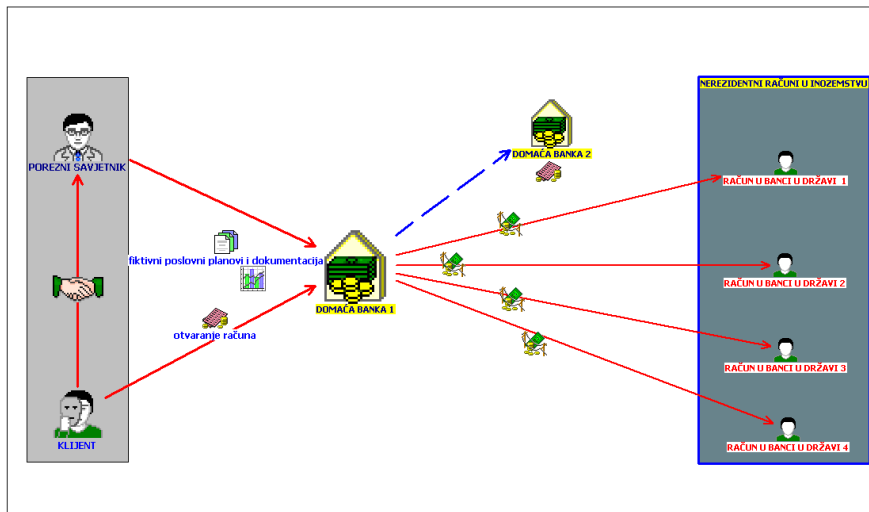 NEREZIDENTNI RAČUNI U INOZEMSTVU
DOMAĆA BANKA 2
POREZNI SAVJETNIK
RAČUN U BANCI U DRŽAVI 1
fiktivni poslovni planovi i dokumentacija
RAČUN U BANCI U DRŽAVI 2
DOMAĆA BANKA 1
otvaranje računa
RAČUN U BANCI U DRŽAVI 3
KLIJENT
RAČUN U BANCI U DRŽAVI 4